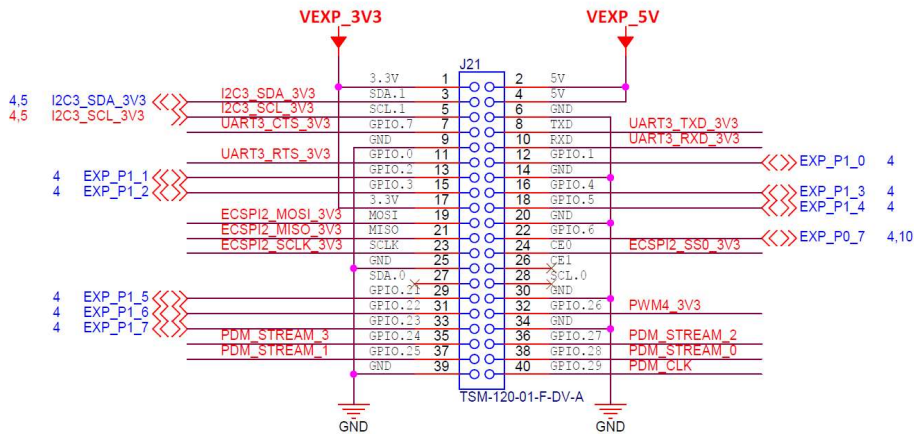 VEXP_3V3 VEXP_5V
J21
3.3V 1 2 5V
4,5 I2C3_SDA_3V3 I2C3_SDA_3V3 SDA.1 3 4 5V
4,5 I2C3_SCL_3V3 I2C3_SCL_3V3 SCL.1 5 6 GND
UART3_CTS_3V3 GPIO.7 7 8 TXD UART3_TXD_3V3
GND 9 10 RXD UART3_RXD_3V3
UART3_RTS_3V3 GPIO.0 11 12 GPIO.1 EXP_P1_0 4
4 EXP_P1_1 GPIO.2 13 14 GND
4 EXP_P1_2 GPIO.3 15 16 GPIO.4 EXP_P1_3 4
3.3V 17 18 GPIO.5 EXP_P1_4 4
ECSPI2_MOSI_3V3 MOSI 19 20 GND
ECSPI2_MISO_3V3 MISO 21 22 GPIO.6 EXP_P0_7 4,10
ECSPI2_SCLK_3V3 SCLK 23 24 CE0 ECSPI2_SS0_3V3
GND 25 26 CE1
SDA.0 27 28 SCL.0
4 EXP_P1_5 GPIO.21 29 30 GND
4 EXP_P1_6 GPIO.22 31 32 GPIO.26 PWM4_3V3
4 EXP_P1_7 GPIO.23 33 34 GND
PDM_STREAM_3 GPIO.24 35 36 GPIO.27 PDM_STREAM_2
PDM_STREAM_1 GPIO.25 37 38 GPIO.28 PDM_STREAM_0
GND 39 40 GPIO.29 PDM_CLK
TSM-120-01-F-DV-A
GND GND